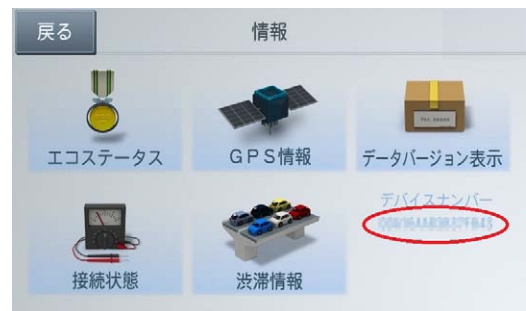 戻る
情報
エコステータス
GPS情報
データバージョン表示
デバイスナンバー
接続状態
渋滞情報